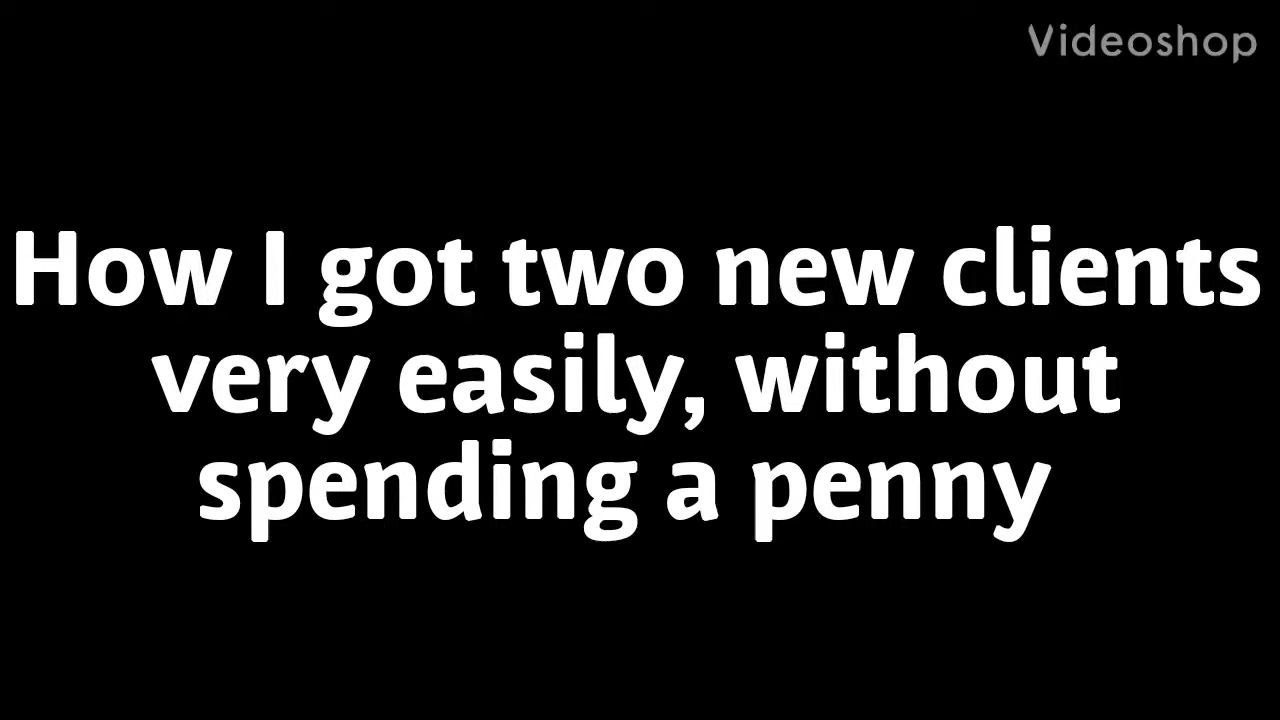 Videoshop
How I got two new clients
very easily, without
spending a penny